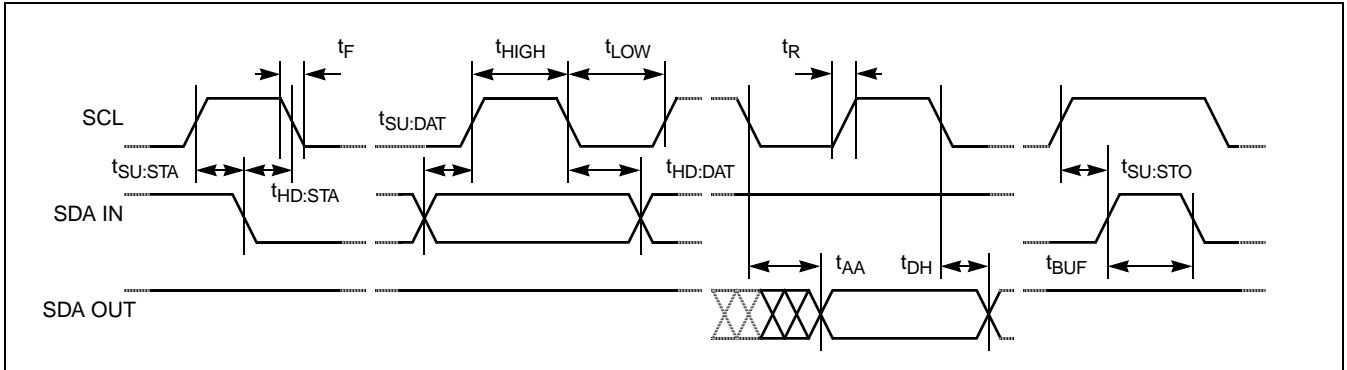 tF
tHIGH
tLOW
tR
SCL
tSU:DAT
tSU:STA
tHD:STA
tHD:DAT
tSU:STO
SDA IN
tAA
tDH
tBUF
SDA OUT